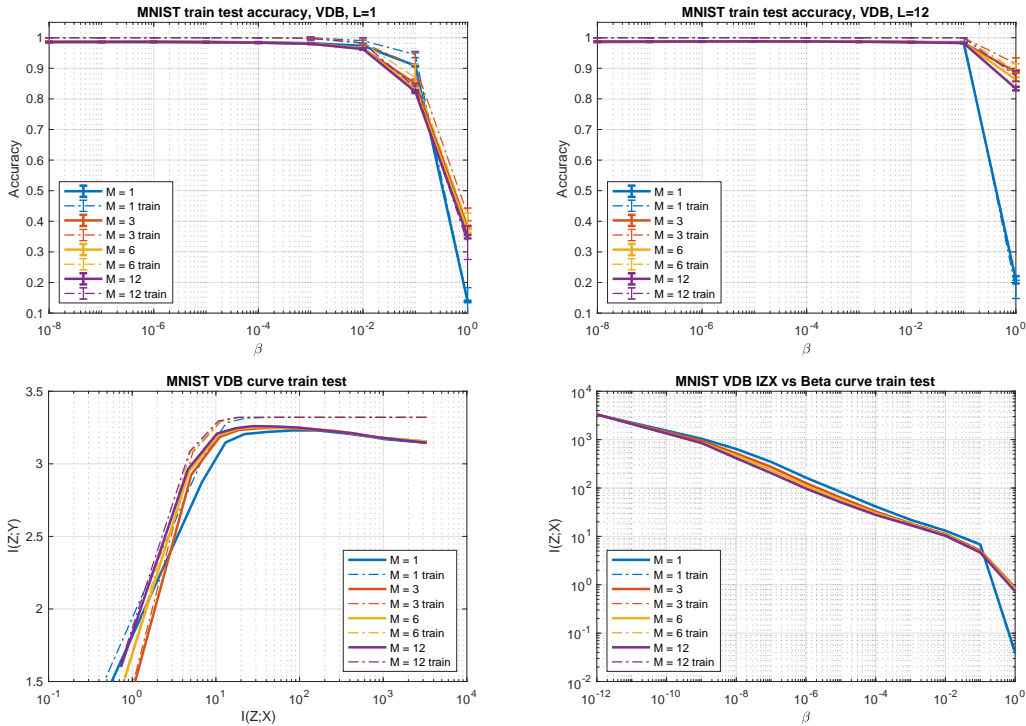 MNIST train test accuracy, VDB, L=1
Accuracy
1
0.9
0.8
0.7
0.6
0.5
0.4
0.3
0.2
0.1
M = 1
M = 1 train
M = 3
M = 3 train
M = 6
M = 6 train
M = 12
M = 12 train
10^-8 10^-6 10^-4 10^-2 10^0
β
MNIST train test accuracy, VDB, L=12
Accuracy
1
0.9
0.8
0.7
0.6
0.5
0.4
0.3
0.2
0.1
M = 1
M = 1 train
M = 3
M = 3 train
M = 6
M = 6 train
M = 12
M = 12 train
10^-8 10^-6 10^-4 10^-2 10^0
β
MNIST VDB curve train test
I(Z;Y)
3.5
3
2.5
2
1.5
M = 1
M = 1 train
M = 3
M = 3 train
M = 6
M = 6 train
M = 12
M = 12 train
10^-1 10^0 10^1 10^2 10^3 10^4
I(Z;X)
MNIST VDB IZX vs Beta curve train test
I(Z;X)
10^4
10^3
10^2
10^1
10^0
10^-1
10^-2
M = 1
M = 1 train
M = 3
M = 3 train
M = 6
M = 6 train
M = 12
M = 12 train
10^-12 10^-10 10^-8 10^-6 10^-4 10^-2 10^0
β